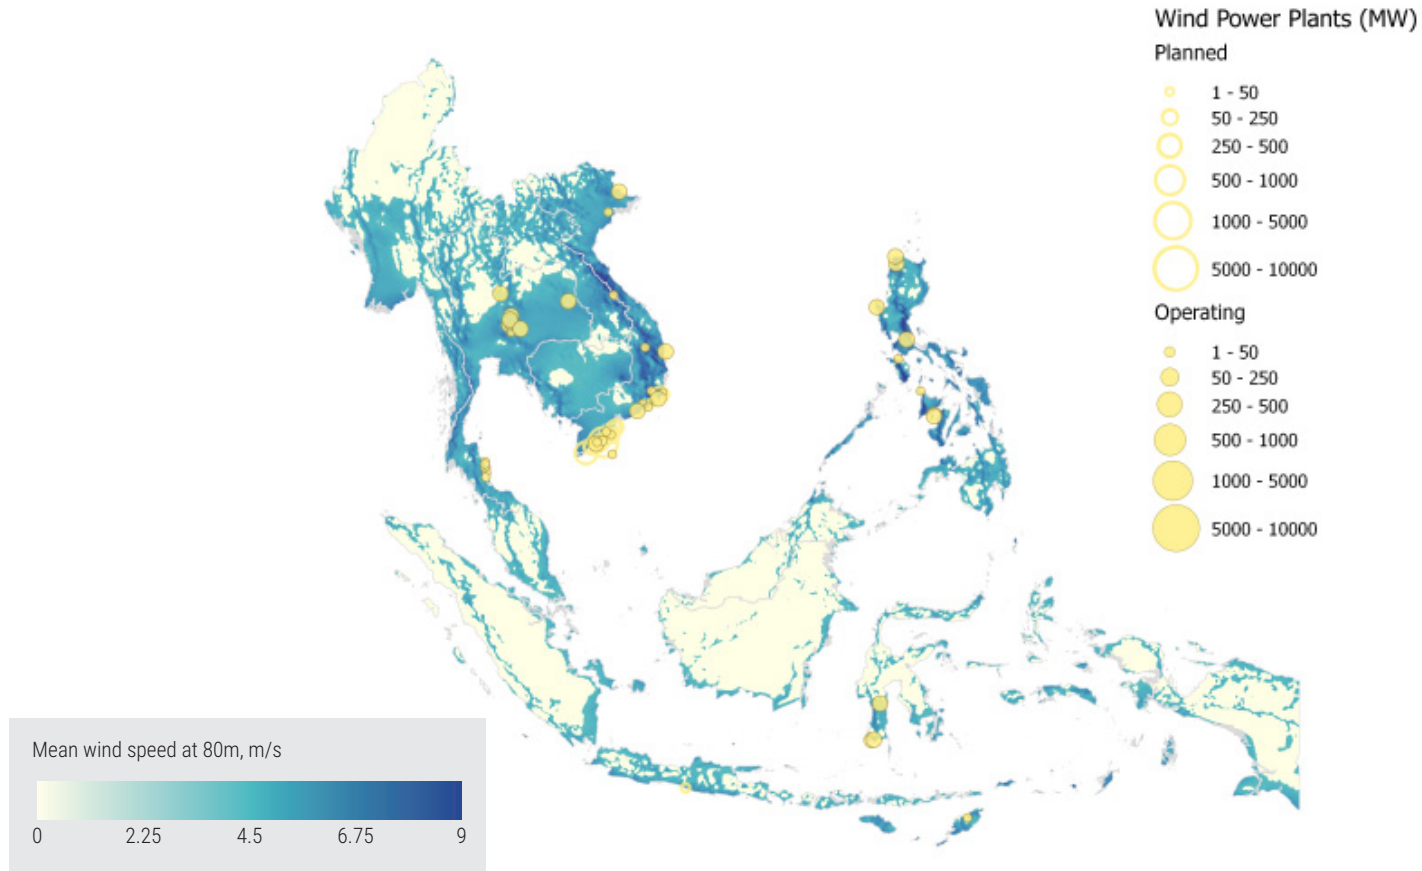 Wind Power Plants (MW)
Planned
1 - 50
50 - 250
250 - 500
500 - 1000
1000 - 5000
5000 - 10000
Operating
1 - 50
50 - 250
250 - 500
500 - 1000
1000 - 5000
5000 - 10000
Mean wind speed at 80m, m/s
0 2.25 4.5 6.75 9